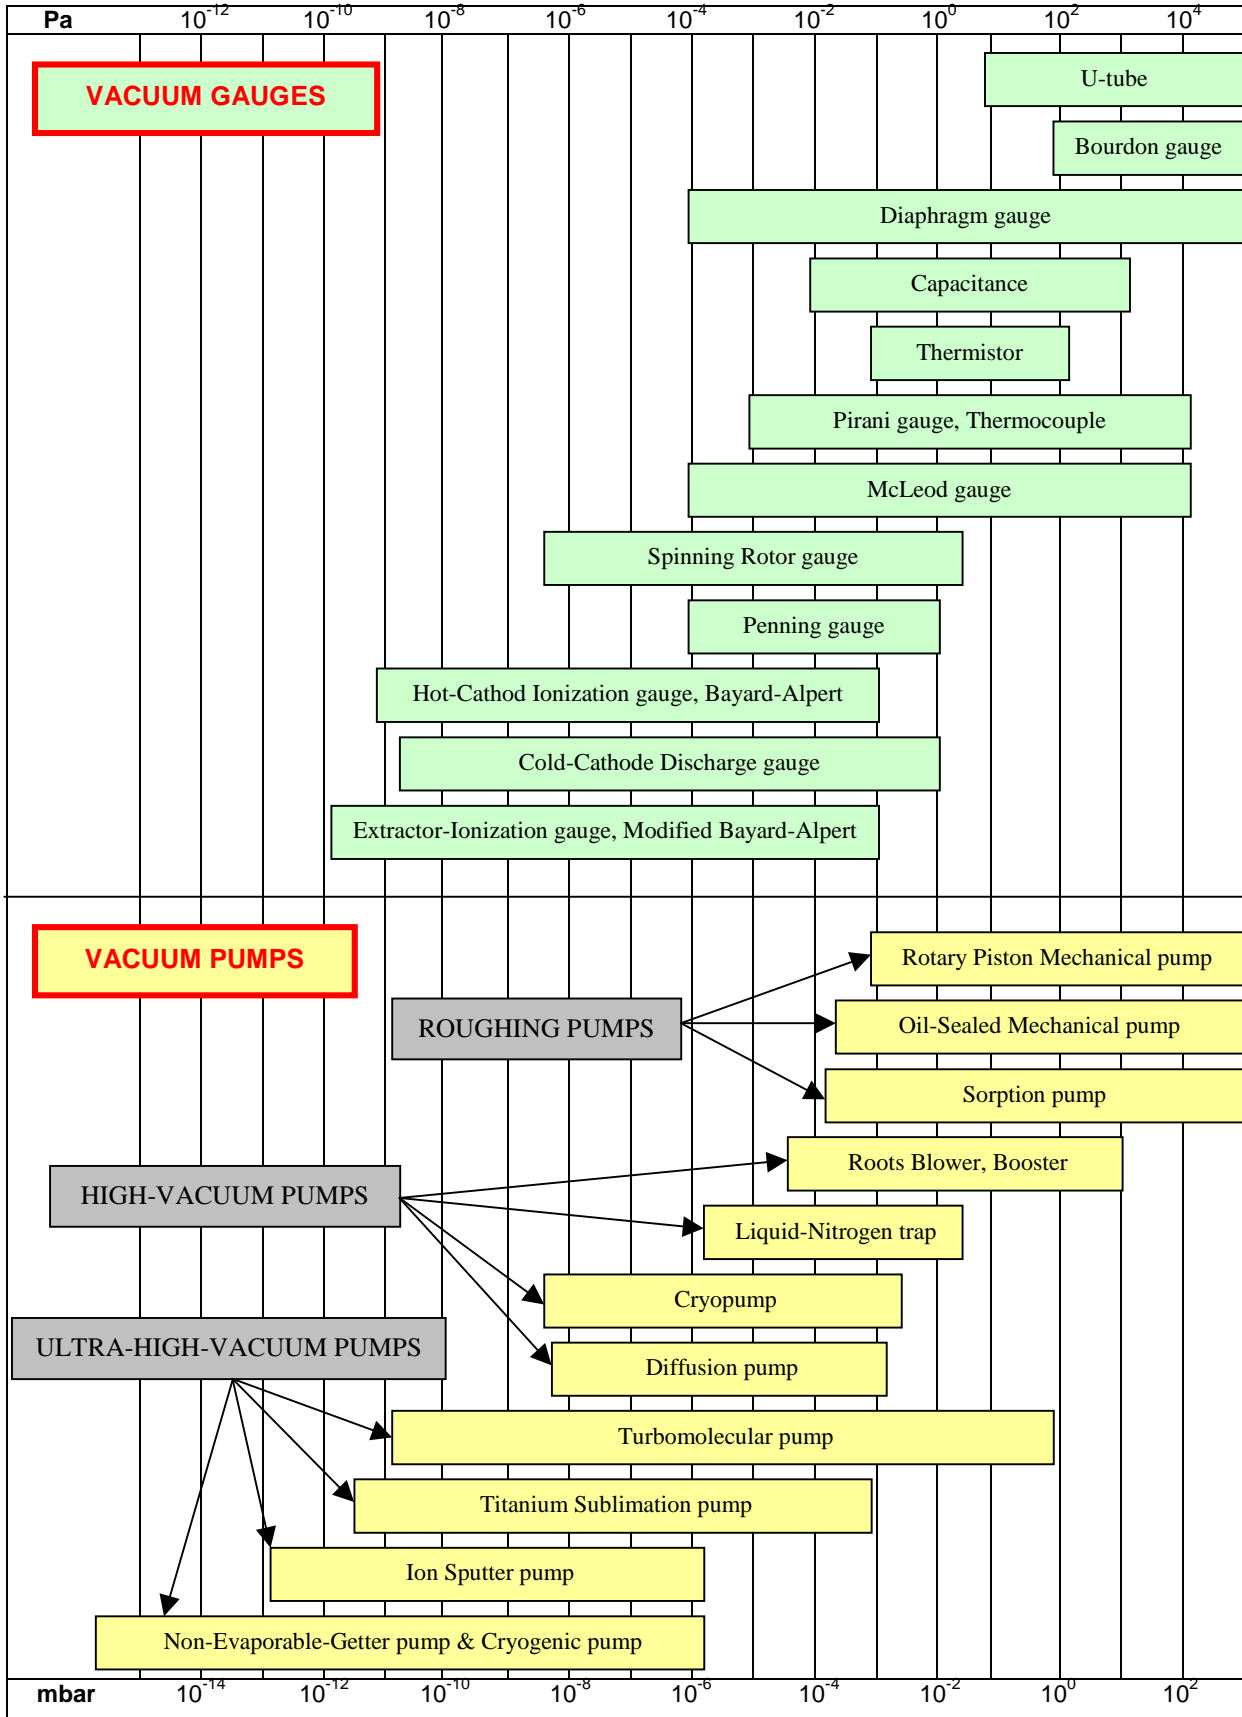 Pa 10⁻¹² 10⁻¹⁰ 10⁻⁸ 10⁻⁶ 10⁻⁴ 10⁻² 10⁰ 10² 10⁴
VACUUM GAUGES
U-tube
Bourdon gauge
Diaphragm gauge
Capacitance
Thermistor
Pirani gauge, Thermocouple
McLeod gauge
Spinning Rotor gauge
Penning gauge
Hot-Cathod Ionization gauge, Bayard-Alpert
Cold-Cathode Discharge gauge
Extractor-Ionization gauge, Modified Bayard-Alpert
VACUUM PUMPS
Rotary Piston Mechanical pump
ROUGHING PUMPS
Oil-Sealed Mechanical pump
Sorption pump
Roots Blower, Booster
HIGH-VACUUM PUMPS
Liquid-Nitrogen trap
Cryopump
ULTRA-HIGH-VACUUM PUMPS
Diffusion pump
Turbomolecular pump
Titanium Sublimation pump
Ion Sputter pump
Non-Evaporable-Getter pump & Cryogenic pump
mbar 10⁻¹⁴ 10⁻¹² 10⁻¹⁰ 10⁻⁸ 10⁻⁶ 10⁻⁴ 10⁻² 10⁰ 10²